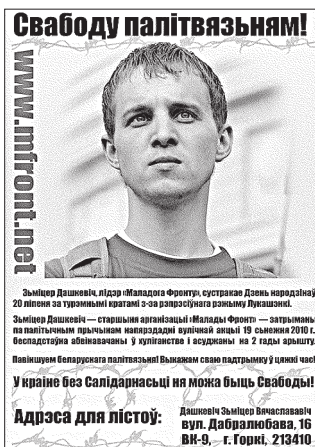 Свабоду палітвязьням!
www.mfront.net
Зьміцер Дашкевіч, лідэр «Маладога Фронту», сустракае Дзень народзінаў
20 ліпеня за турэмнымі кратамі з-за рэпрэсіўнага рэжыму Лукашэнкі.
Зьміцер Дашкевіч — старшыня арганізацыі «Малады Фронт» — затрыманы
па палітычным прычынам напярэдадні вулічнай акцыі 19 сьнежня 2010 г.
беспадстаўна абвінавачаны ў хуліганстве і асуджаны на 2 гады арышту.
Павіншуем беларускага палітвязьня! Выкажам сваю падтрымку ў цяжкі час!
У краіне без Салідарнасьці ня можа быць Свабоды!
Адрэса для лістоў:
Дашкевіч Зьміцер Вячаслававіч
вул. Дабралюбава, 16
ВК-9, г. Горкі, 213410